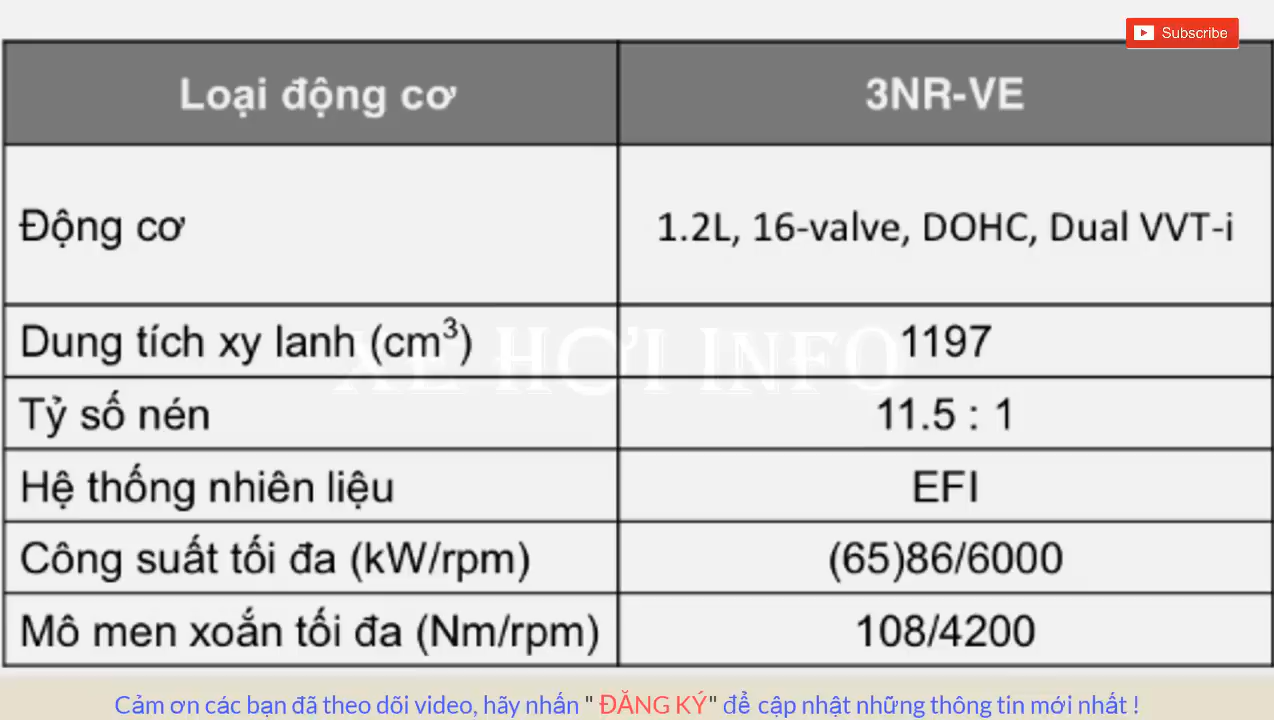 Subscribe
Loại động cơ 3NR-VE
Động cơ 1.2L, 16-valve, DOHC, Dual VVT-i
Dung tích xy lanh (cm³) 1197
XE HƠI INFO
Tỷ số nén 11.5 : 1
Hệ thống nhiên liệu EFI
Công suất tối đa (kW/rpm) (65)86/6000
Mô men xoắn tối đa (Nm/rpm) 108/4200
Cảm ơn các bạn đã theo dõi video, hãy nhấn " ĐĂNG KÝ" để cập nhật những thông tin mới nhất !